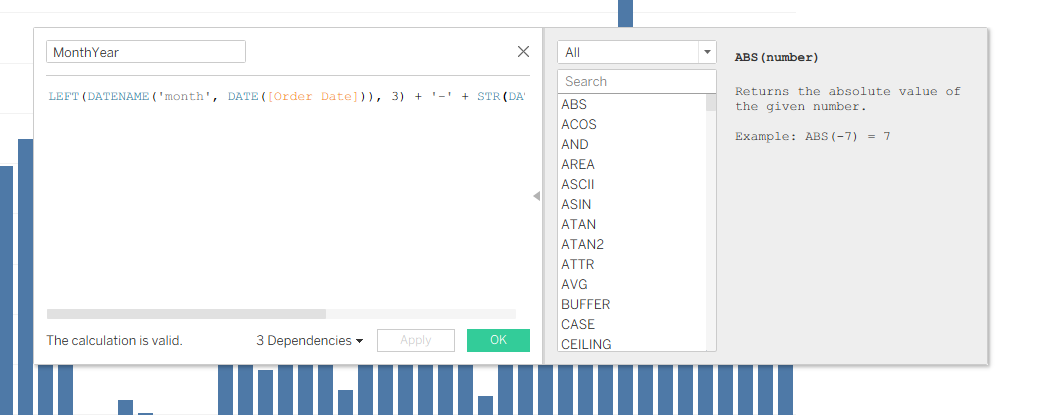 MonthYear
LEFT(DATENAME('month', DATE([Order Date])), 3) + '-' + STR(DA
The calculation is valid.
3 Dependencies
Apply
OK
All
Search
ABS
ACOS
AND
AREA
ASCII
ASIN
ATAN
ATAN2
ATTR
AVG
BUFFER
CASE
CEILING
ABS(number)
Returns the absolute value of
the given number.
Example: ABS(-7) = 7